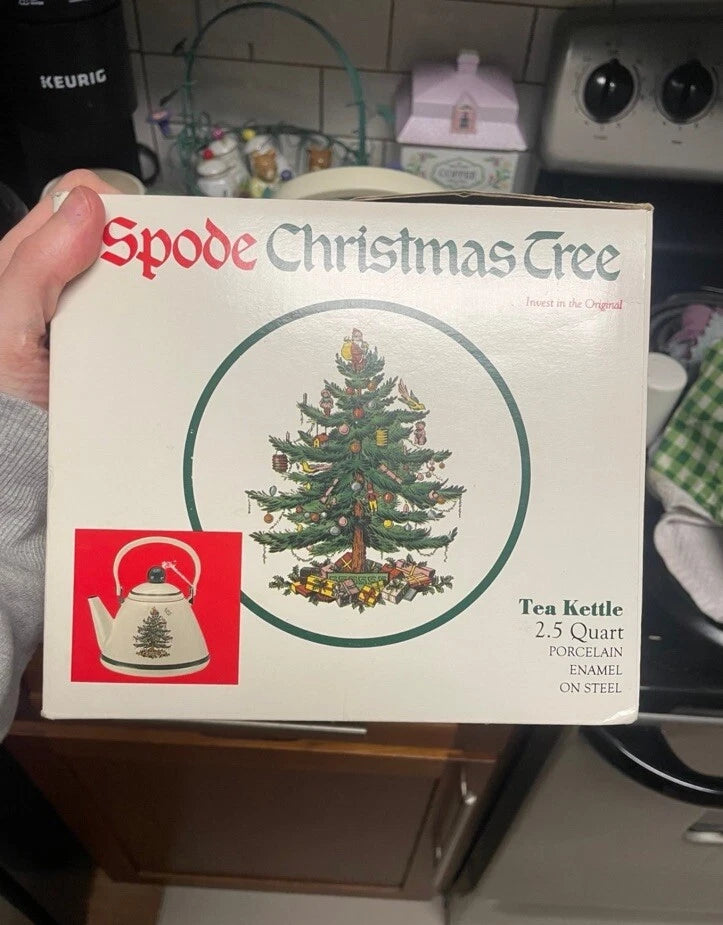 KEURIG
Spode Christmas Tree
Invest in the Original
Tea Kettle
2.5 Quart
PORCELAIN
ENAMEL
ON STEEL